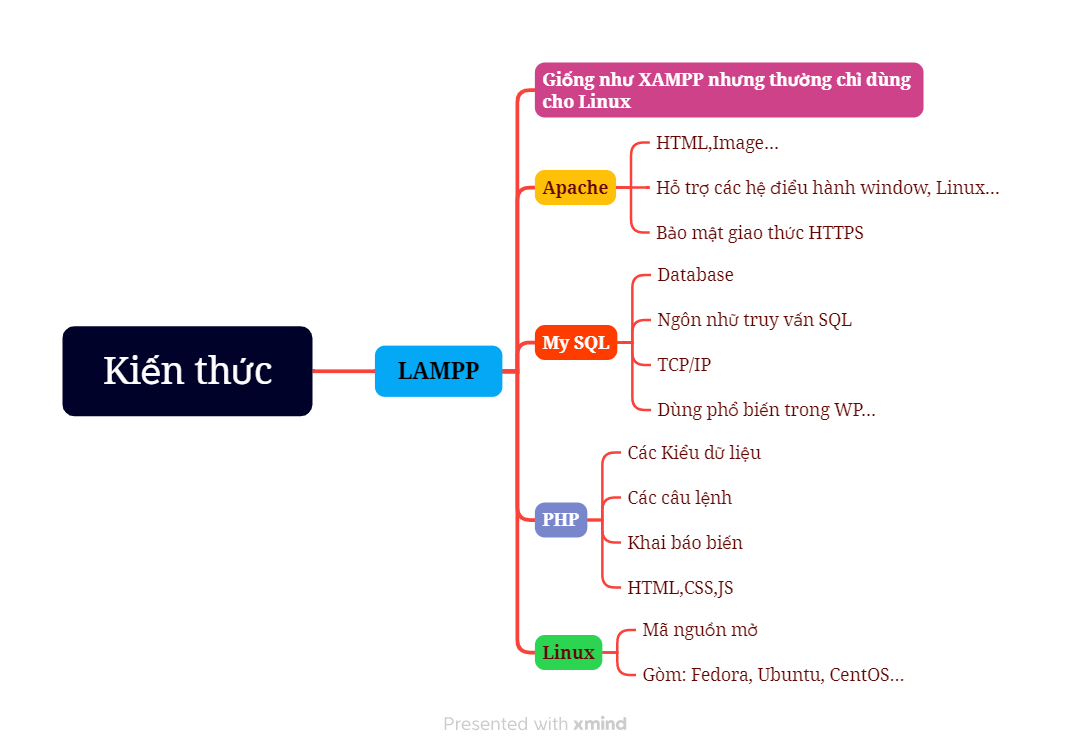 Kiến thức
LAMPP
Giống như XAMPP nhưng thường chỉ dùng
cho Linux
Apache
HTML,Image...
Hỗ trợ các hệ điểu hành window, Linux...
Bảo mật giao thức HTTPS
My SQL
Database
Ngôn nhữ truy vấn SQL
TCP/IP
Dùng phổ biến trong WP...
PHP
Các Kiểu dữ liệu
Các câu lệnh
Khai báo biến
HTML,CSS,JS
Linux
Mã nguồn mở
Gồm: Fedora, Ubuntu, CentOS...
Presented with xmind